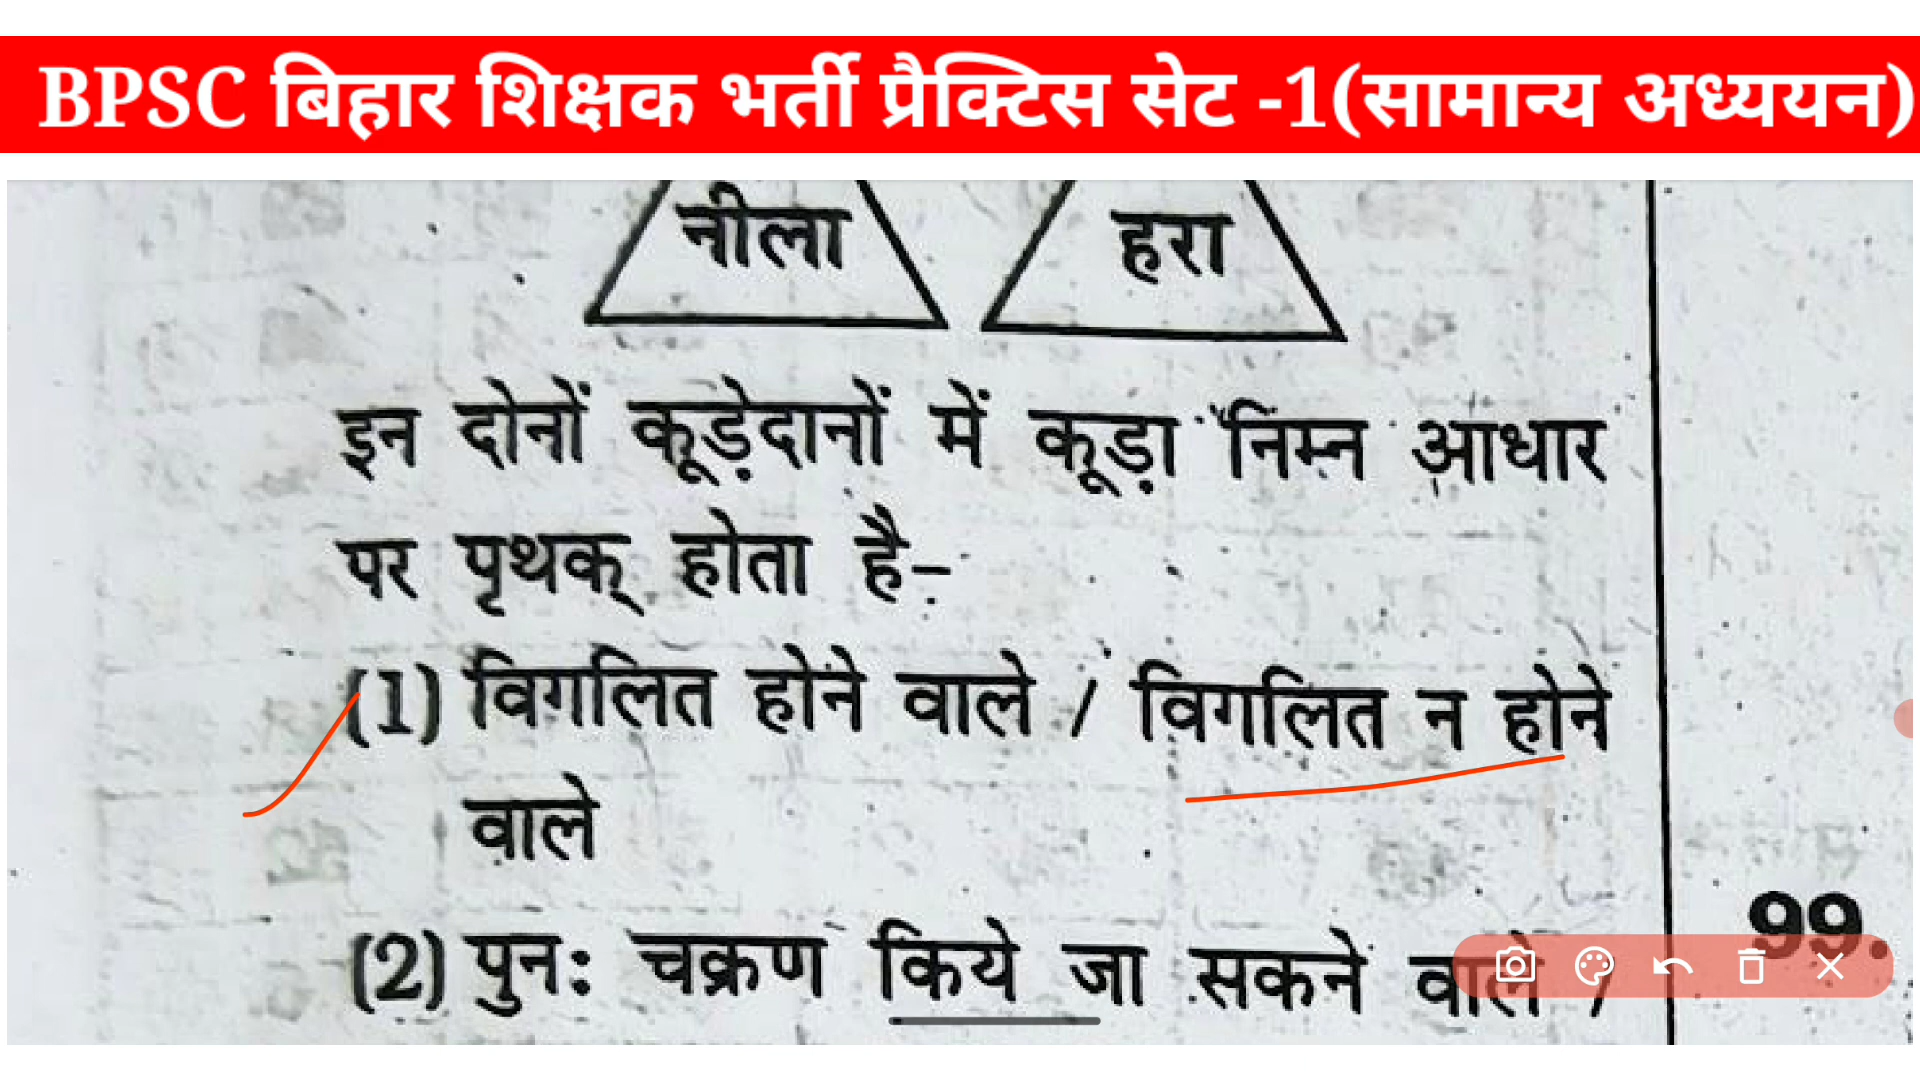 BPSC बिहार शिक्षक भर्ती प्रैक्टिस सेट -1(सामान्य अध्ययन)
नीला हरा
इन दोनों कूड़ेदानों में कूड़ा निम्न आधार
पर पृथक् होता है–
(1) विगलित होने वाले / विगलित न होने
वाले
(2) पुनः चक्रण किये जा सकने वाले /
99.